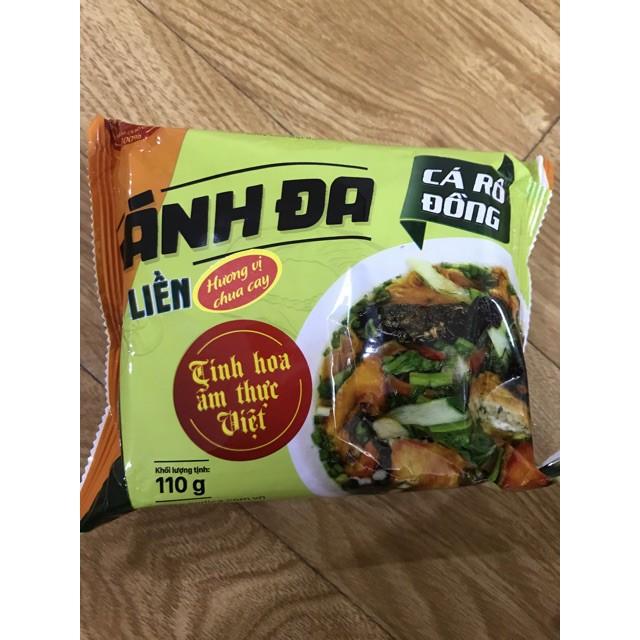 100%
ÁNH ĐA
LIỀN
Hương vị
chua cay
CÁ RÔ
ĐỒNG
Tinh hoa
ẩm thực
Việt
Khối lượng tịnh:
110 g